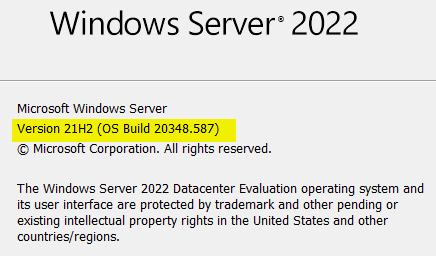 Windows Server® 2022
Microsoft Windows Server
Version 21H2 (OS Build 20348.587)
© Microsoft Corporation. All rights reserved.
The Windows Server 2022 Datacenter Evaluation operating system and
its user interface are protected by trademark and other pending or
existing intellectual property rights in the United States and other
countries/regions.